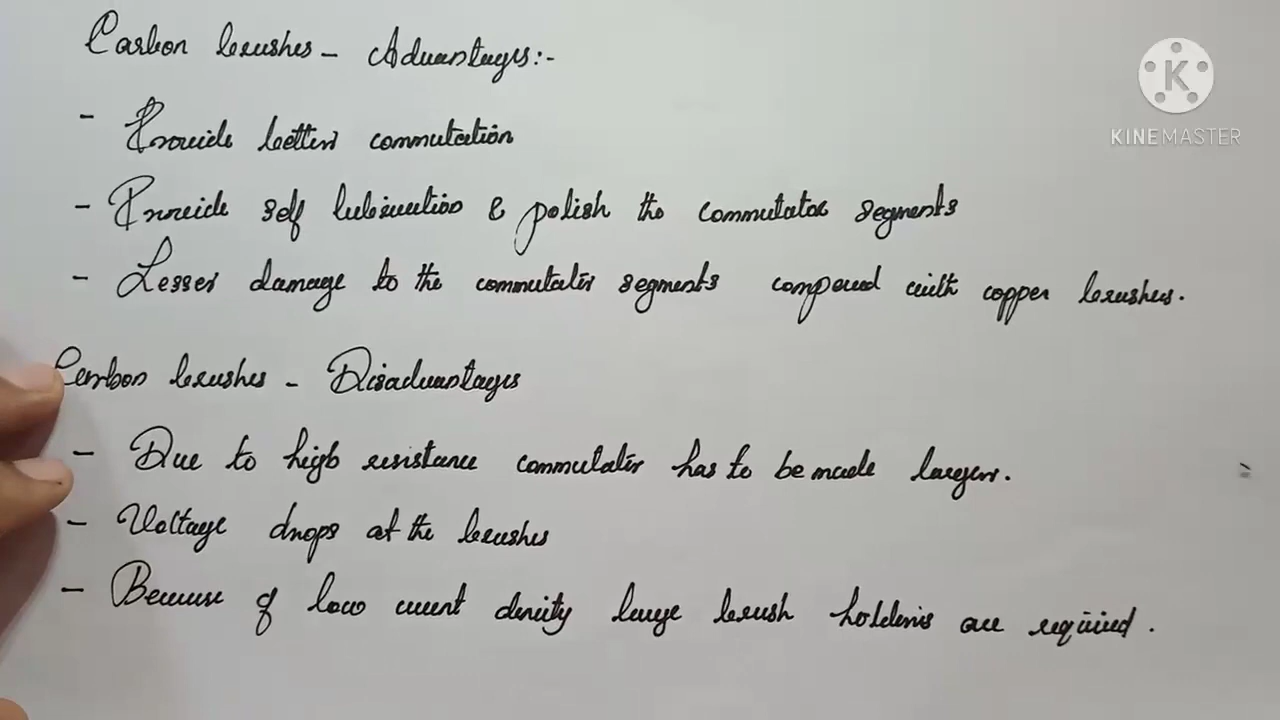 Carbon brushes - Advantages:-
K
KINEMASTER
- Provide better commutation
- Provide self lubrication & polish the commutator segments
- Lesser damage to the commutator segments compared with copper brushes.
Carbon brushes - Disadvantages
- Due to high resistance commutator has to be made larger.
- Voltage drops at the brushes
- Because of low current density large brush holders are required.